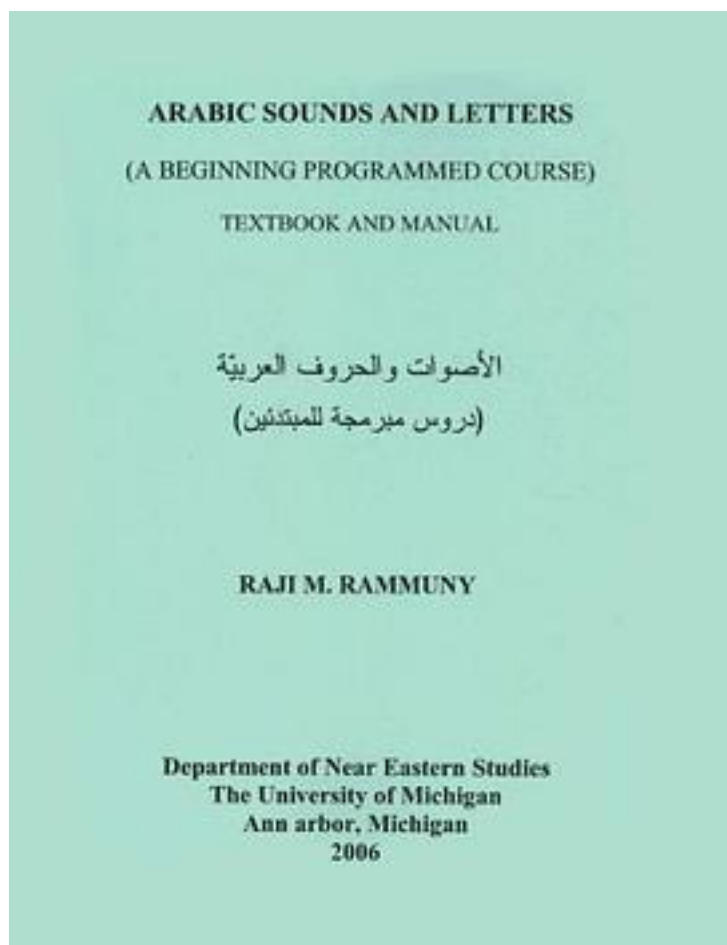 ARABIC SOUNDS AND LETTERS
(A BEGINNING PROGRAMMED COURSE)
TEXTBOOK AND MANUAL
الأصوات والحروف العربيّة
(دروس مبرمجة للمبتدئين)
RAJI M. RAMMUNY
Department of Near Eastern Studies
The University of Michigan
Ann arbor, Michigan
2006